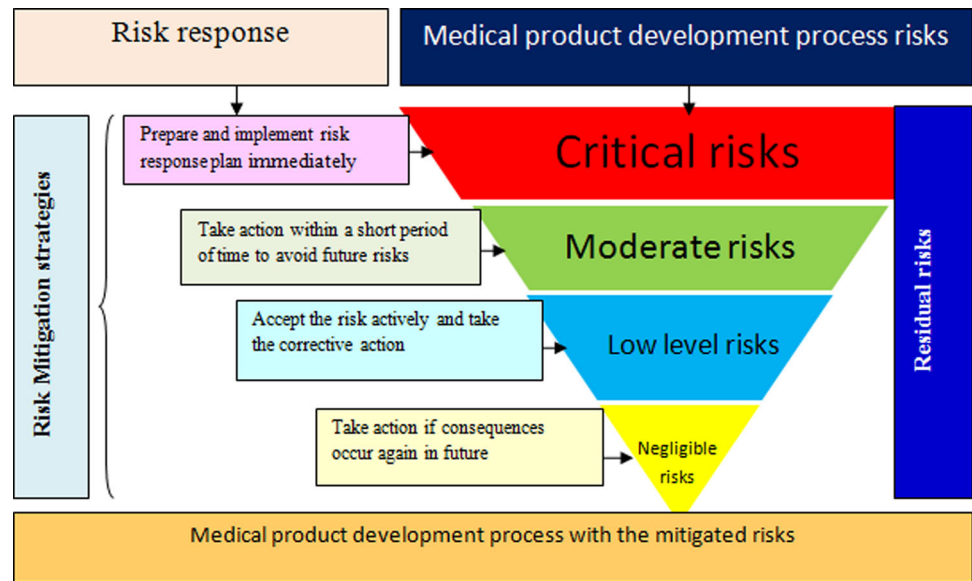 Risk response
Medical product development process risks
Risk Mitigation strategies
Prepare and implement risk
response plan immediately
Critical risks
Take action within a short period
of time to avoid future risks
Moderate risks
Accept the risk actively and take
the corrective action
Low level risks
Take action if consequences
occur again in future
Negligible
risks
Residual risks
Medical product development process with the mitigated risks